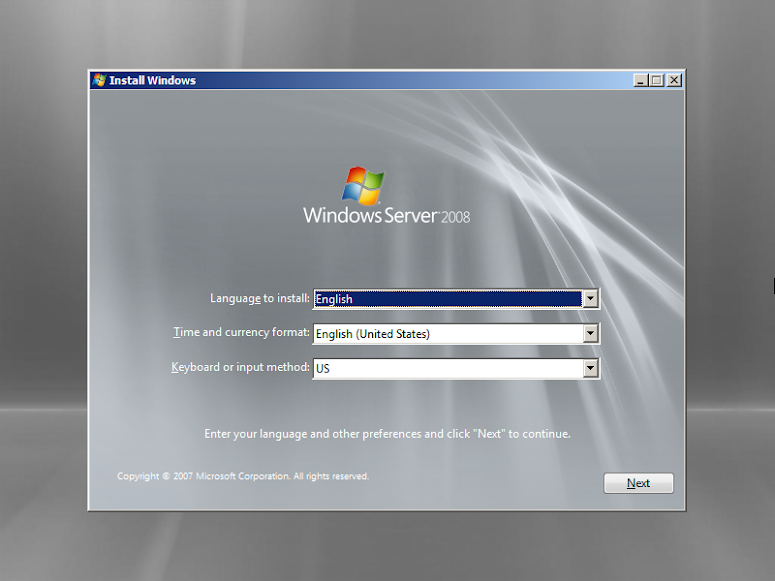 Install Windows
Windows Server 2008
Language to install: English
Time and currency format: English (United States)
Keyboard or input method: US
Enter your language and other preferences and click "Next" to continue.
Copyright © 2007 Microsoft Corporation. All rights reserved.
Next